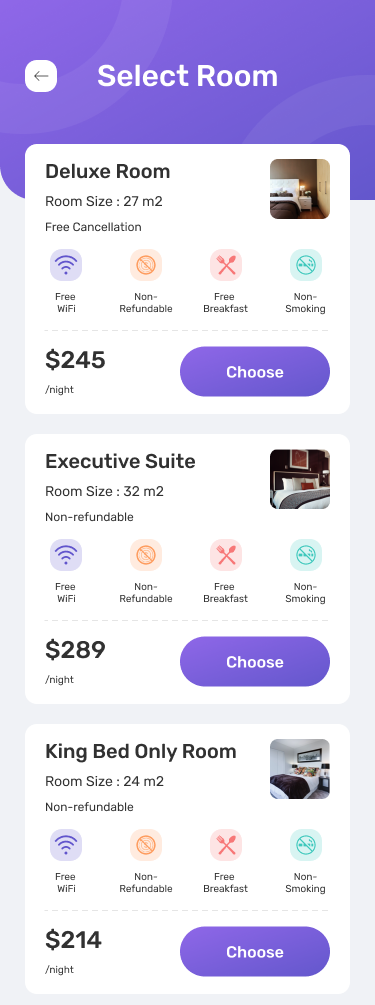 Select Room
Deluxe Room
Room Size : 27 m2
Free Cancellation
Free
WiFi
Non-
Refundable
Free
Breakfast
Non-
Smoking
$245
/night
Choose
Executive Suite
Room Size : 32 m2
Non-refundable
Free
WiFi
Non-
Refundable
Free
Breakfast
Non-
Smoking
$289
/night
Choose
King Bed Only Room
Room Size : 24 m2
Non-refundable
Free
WiFi
Non-
Refundable
Free
Breakfast
Non-
Smoking
$214
/night
Choose